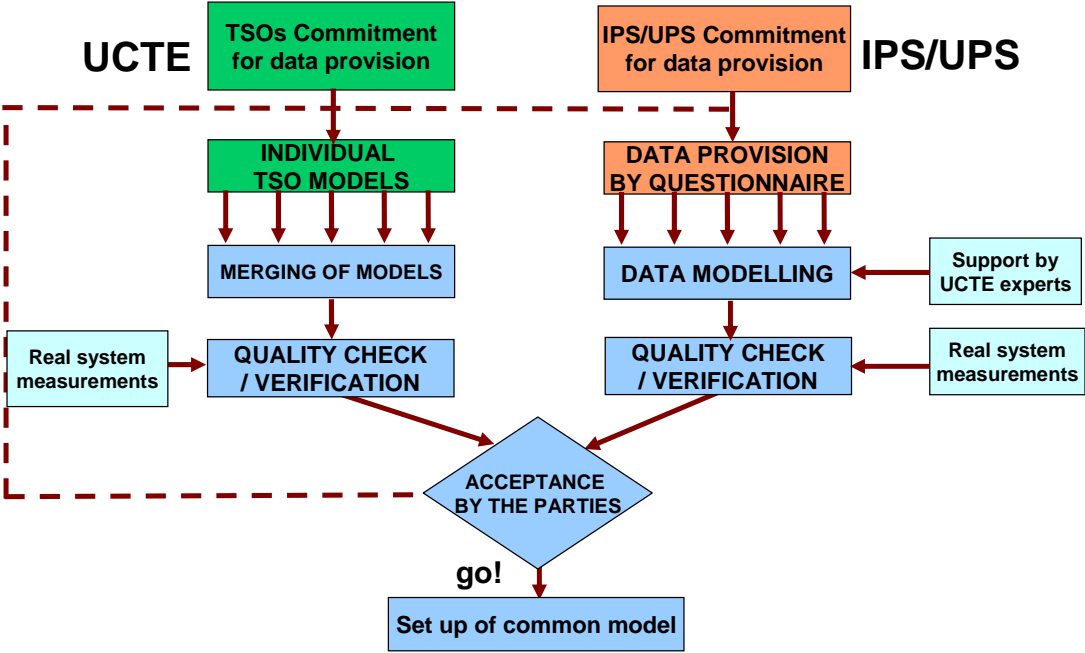 UCTE
TSOs Commitment
for data provision
IPS/UPS Commitment
for data provision
IPS/UPS
INDIVIDUAL
TSO MODELS
DATA PROVISION
BY QUESTIONNAIRE
MERGING OF MODELS
DATA MODELLING
Support by
UCTE experts
Real system
measurements
QUALITY CHECK
/ VERIFICATION
QUALITY CHECK
/ VERIFICATION
Real system
measurements
ACCEPTANCE
BY THE PARTIES
go!
Set up of common model